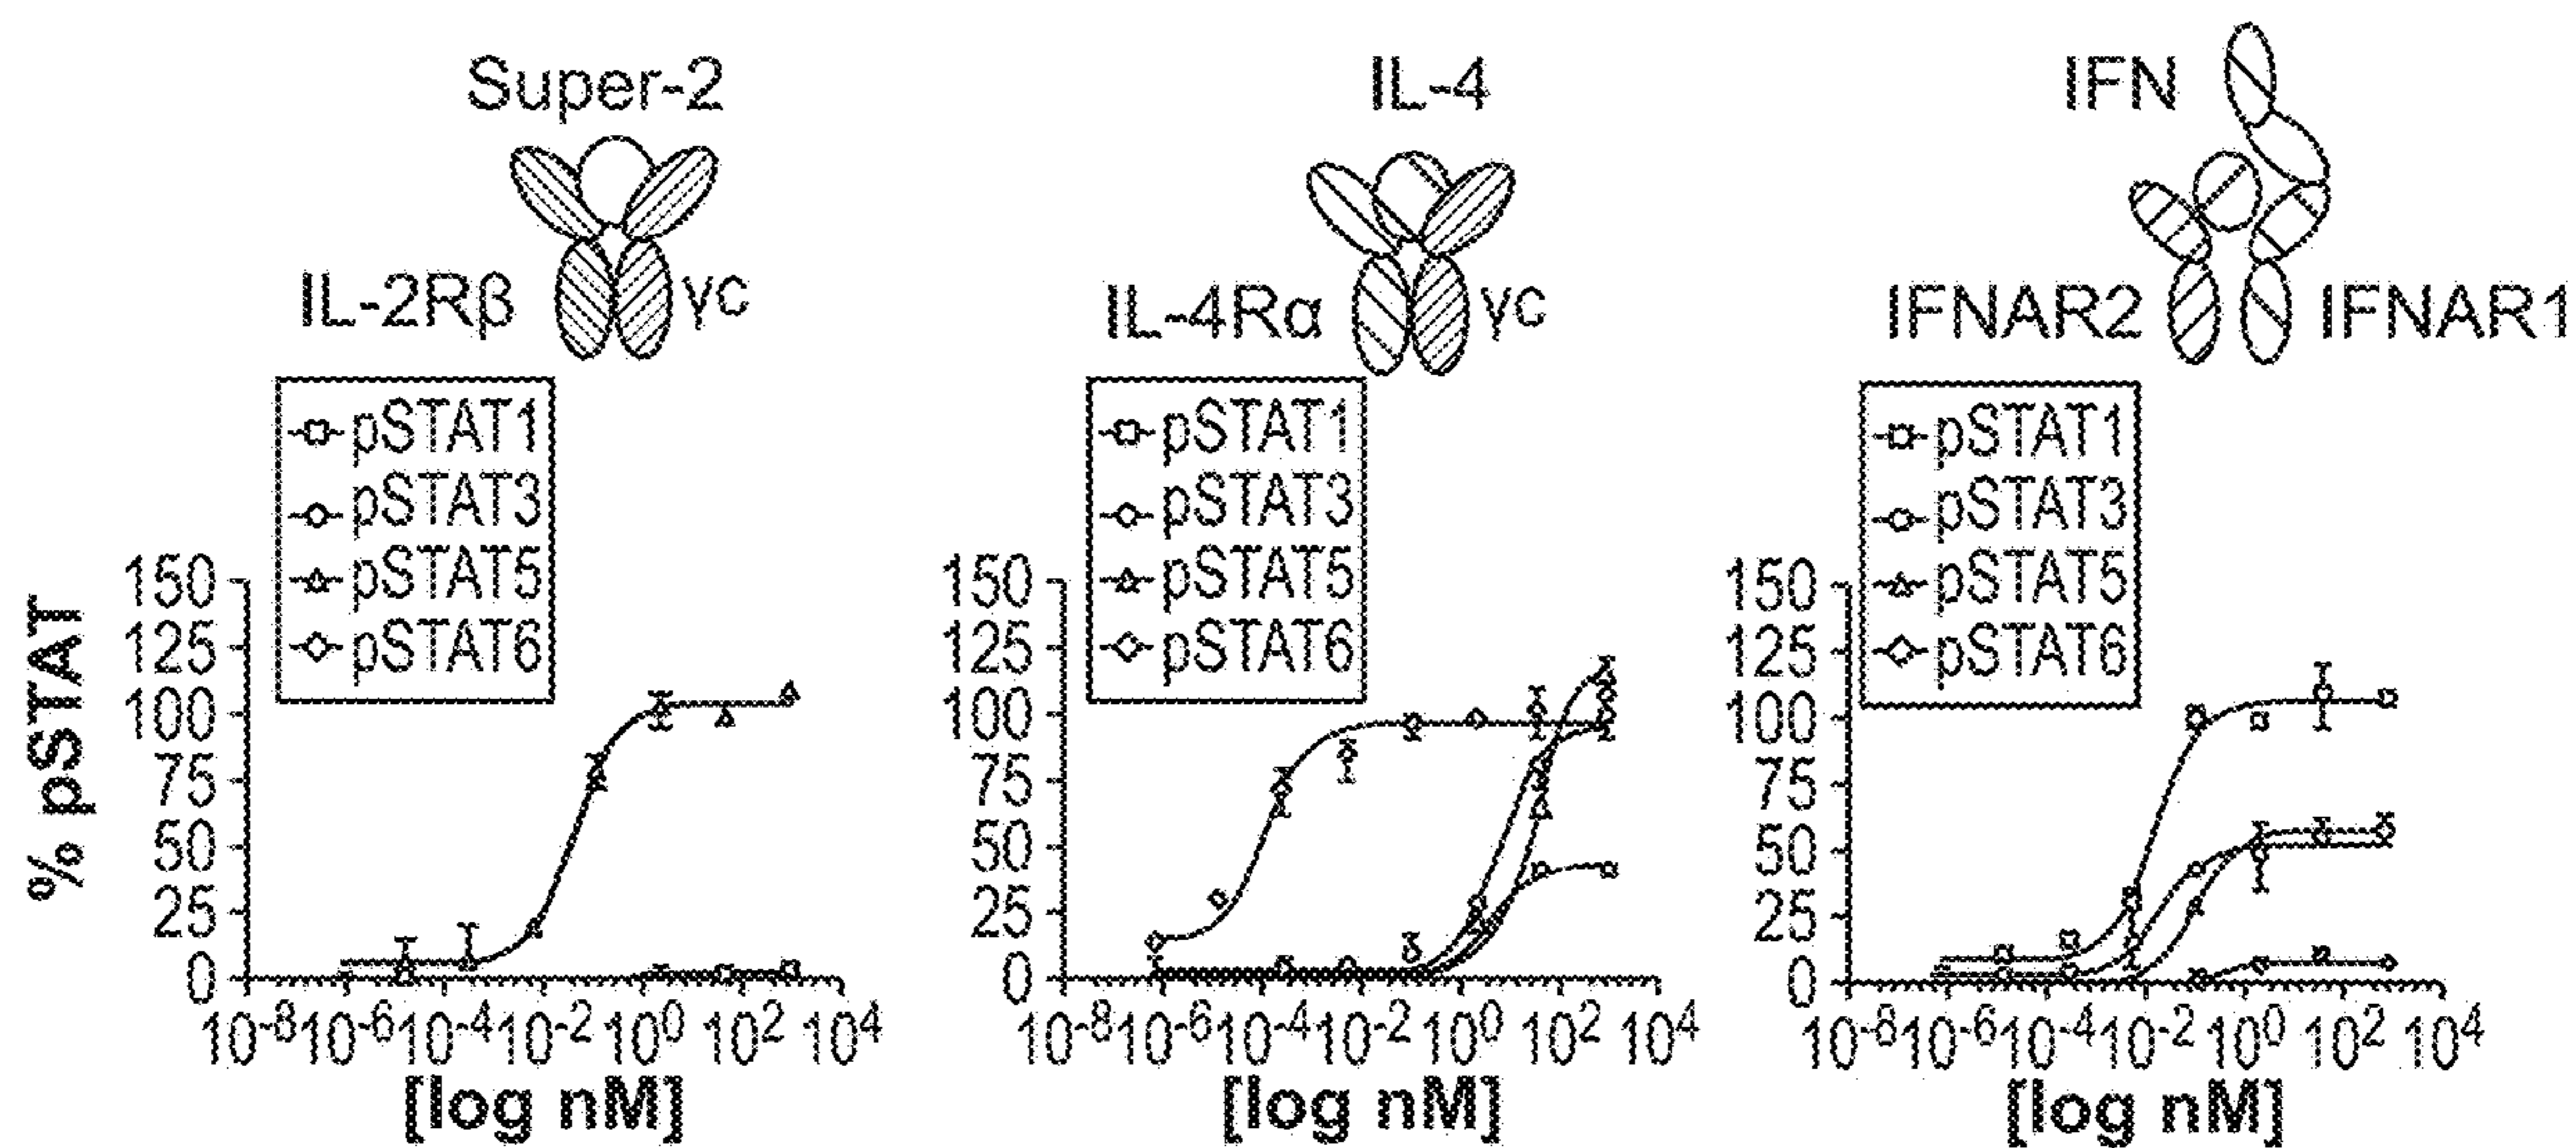 Super-2
IL-2Rβ
γc
pSTAT1
pSTAT3
pSTAT5
pSTAT6
% pSTAT
150
125
100
75
50
25
0
10⁻⁸ 10⁻⁶ 10⁻⁴ 10⁻² 10⁰ 10² 10⁴
[log nM]
IL-4
IL-4Rα
γc
pSTAT1
pSTAT3
pSTAT5
pSTAT6
150
125
100
75
50
25
0
10⁻⁸ 10⁻⁶ 10⁻⁴ 10⁻² 10⁰ 10² 10⁴
[log nM]
IFN
IFNAR2
IFNAR1
pSTAT1
pSTAT3
pSTAT5
pSTAT6
150
125
100
75
50
25
0
10⁻⁸ 10⁻⁶ 10⁻⁴ 10⁻² 10⁰ 10² 10⁴
[log nM]